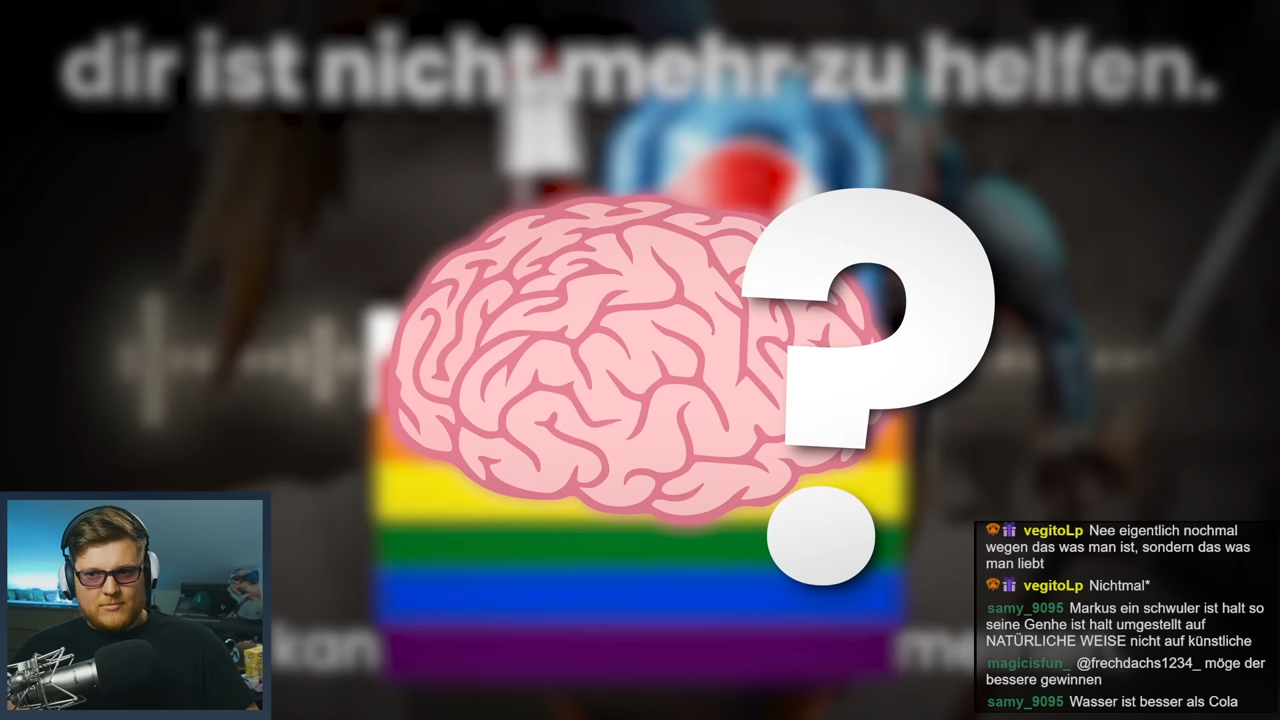 dir ist nicht mehr zu helfen.
?
vegitoLp Nee eigentlich nochmal
wegen das was man ist, sondern das was
man liebt
vegitoLp Nichtmal*
samy_9095 Markus ein schwuler ist halt so
seine Genhe ist halt umgestellt auf
NATÜRLICHE WEISE nicht auf künstliche
magicisfun_ @frechdachs1234_ möge der
bessere gewinnen
samy_9095 Wasser ist besser als Cola